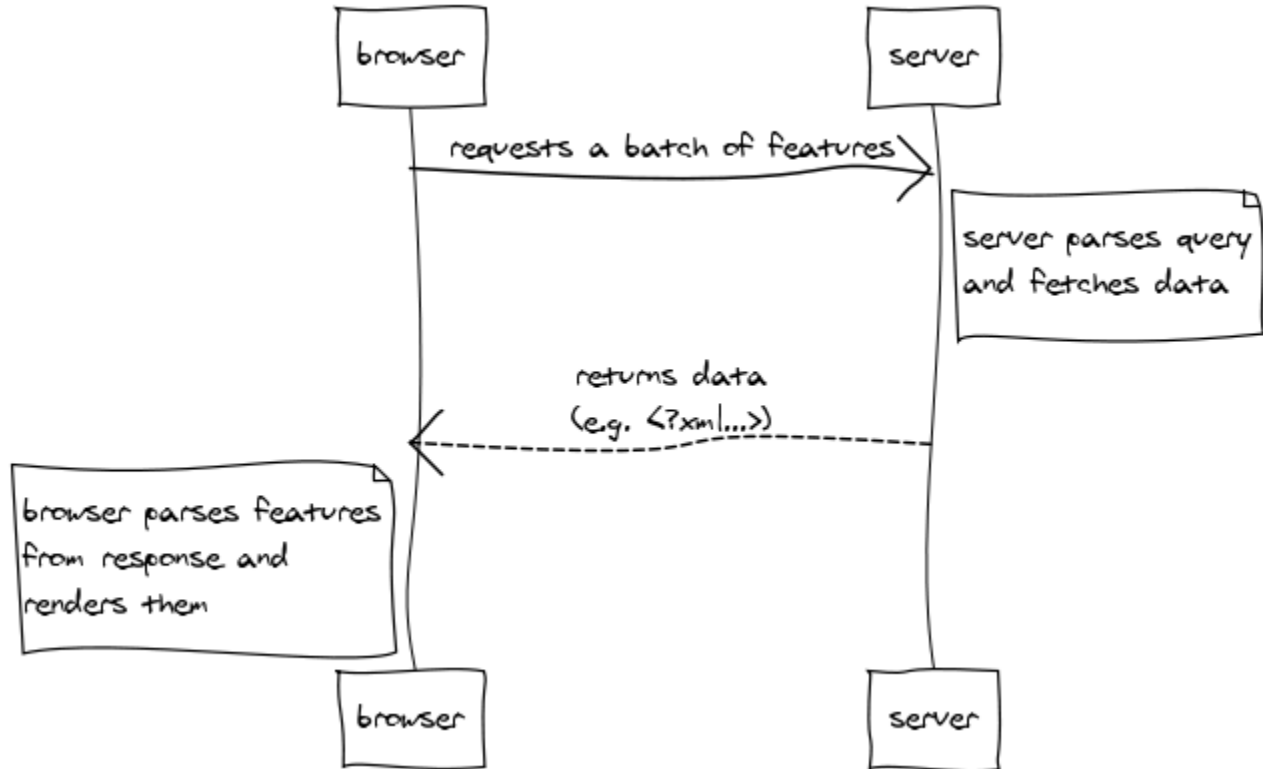 browser
server
requests a batch of features
server parses query
and fetches data
returns data
(e.g. <?xml...>)
browser parses features
from response and
renders them
browser
server